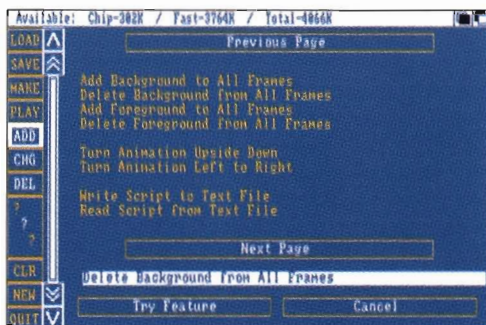 Available: Chip-302K / Fast-3764K / Total-4066K
LOAD
SAVE
MAKE
PLAY
ADD
CHG
DEL
?
?
?
CLR
NEW
QUIT
Previous Page
Add Background to All Frames
Delete Background from All Frames
Add Foreground to All Frames
Delete Foreground from All Frames
Turn Animation Upside Down
Turn Animation Left to Right
Write Script to Text File
Read Script from Text File
Next Page
Delete Background from All Frames
Try Feature
Cancel